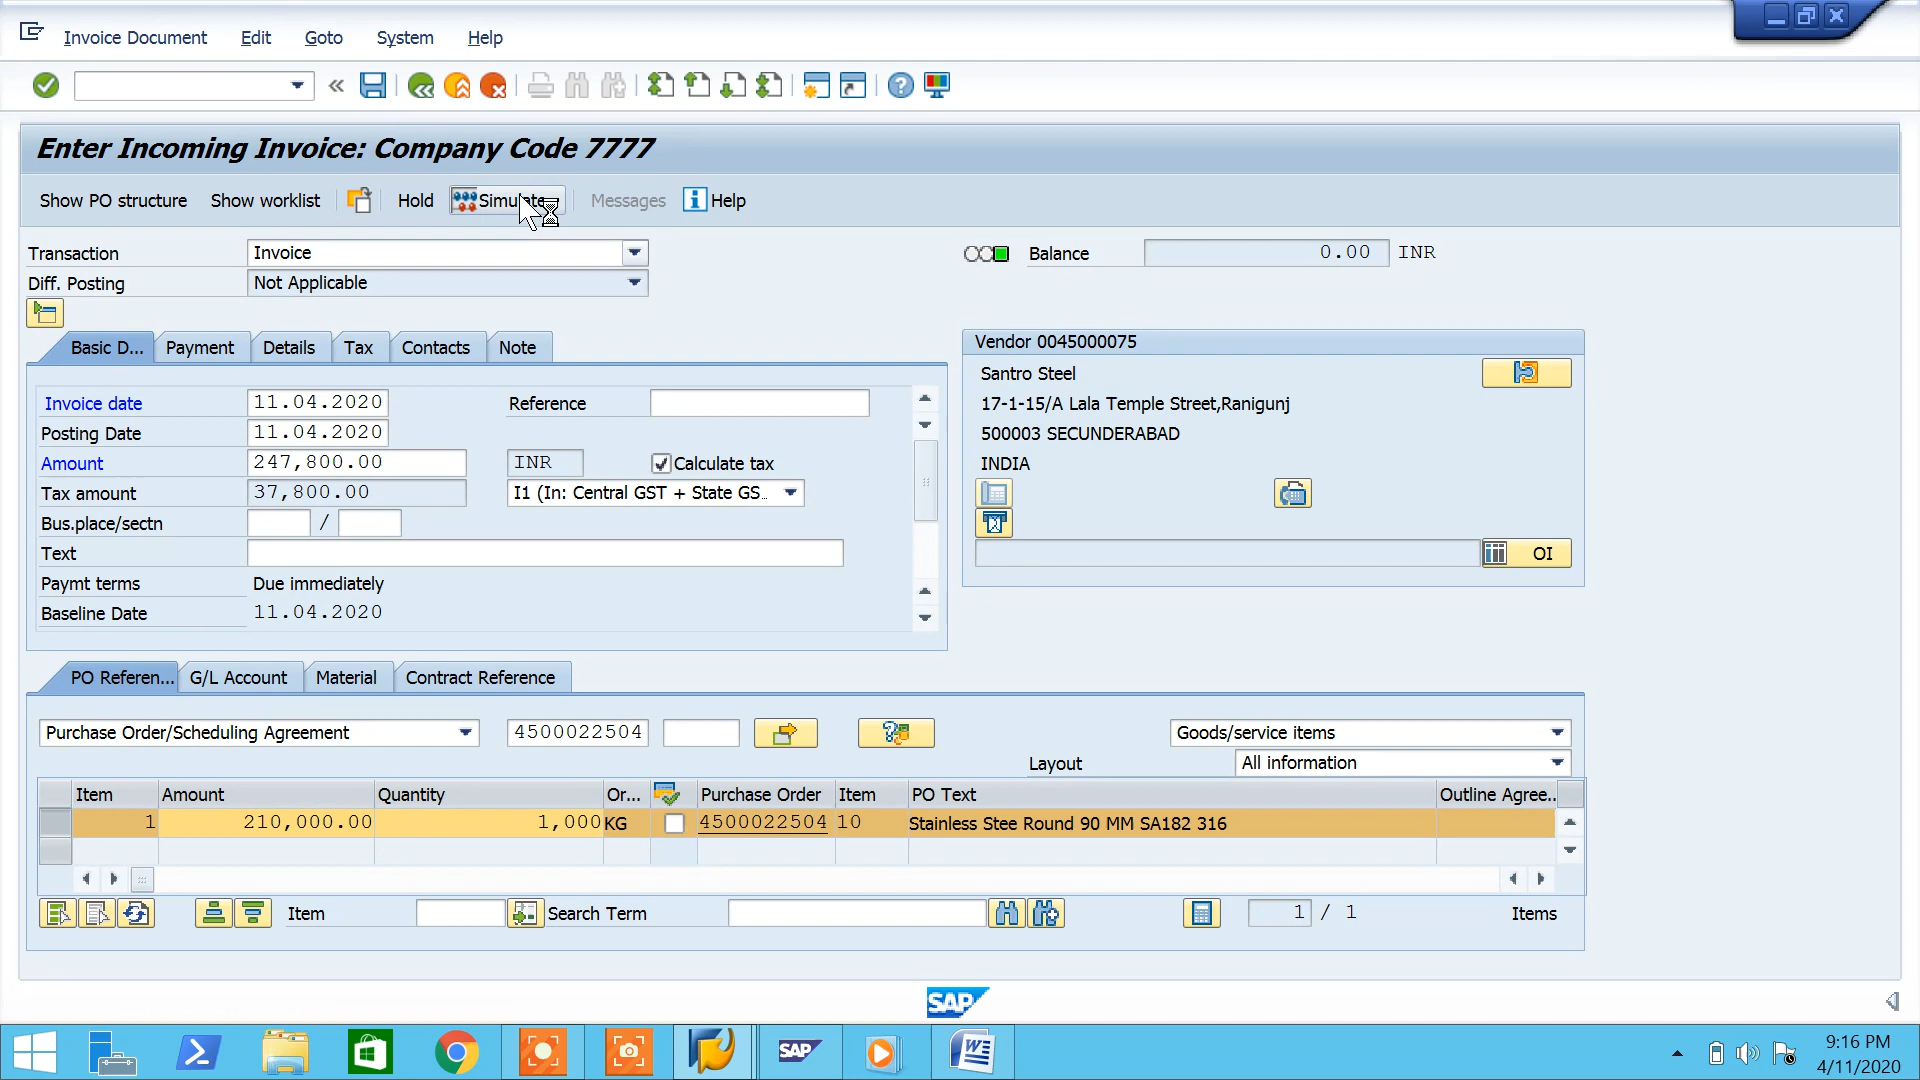 Invoice Document Edit Goto System Help
Enter Incoming Invoice: Company Code 7777
Show PO structure Show worklist Hold Simulate Messages Help
Transaction Invoice Balance 0.00 INR
Diff. Posting Not Applicable
Basic D... Payment Details Tax Contacts Note
Vendor 0045000075
Santro Steel
17-1-15/A Lala Temple Street,Ranigunj
500003 SECUNDERABAD
INDIA
OI
Invoice date 11.04.2020 Reference
Posting Date 11.04.2020
Amount 247,800.00 INR Calculate tax
Tax amount 37,800.00 I1 (In: Central GST + State GS...
Bus.place/sectn /
Text
Paymt terms Due immediately
Baseline Date 11.04.2020
PO Referen... G/L Account Material Contract Reference
Purchase Order/Scheduling Agreement 4500022504 Goods/service items
Layout All information
Item Amount Quantity Or... Purchase Order Item PO Text Outline Agree..
1 210,000.00 1,000 KG 4500022504 10 Stainless Stee Round 90 MM SA182 316
Item Search Term 1 / 1 Items
SAP
SAP
9:16 PM
4/11/2020